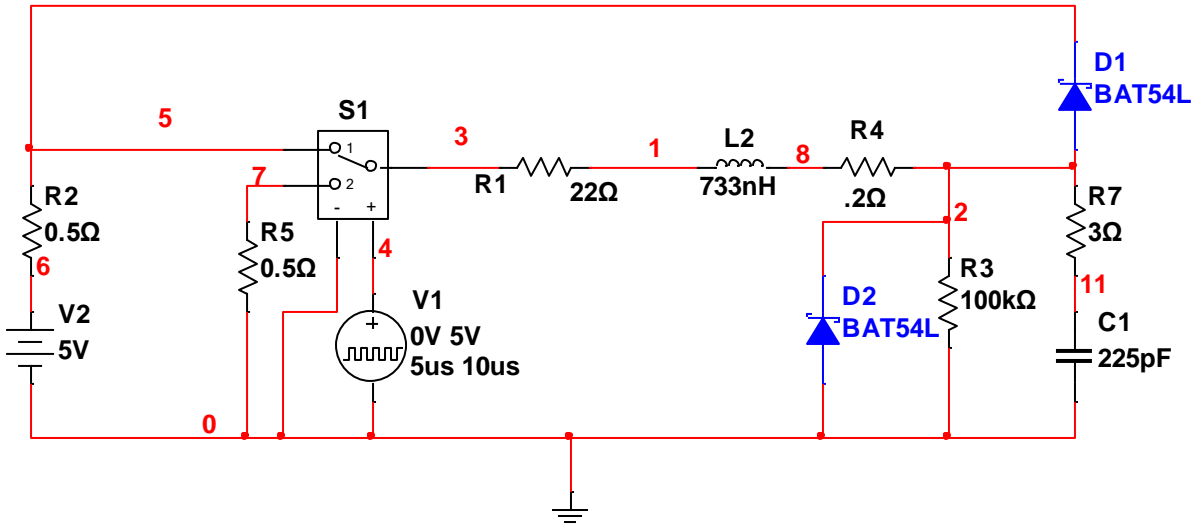 D1
BAT54L
S1
5
3
1
L2
8
R4
1
7
2
R1
22Ω
733nH
.2Ω
R2
0.5Ω
- +
R7
3Ω
2
R5
0.5Ω
4
6
R3
100kΩ
11
V2
5V
V1
0V 5V
5us 10us
D2
BAT54L
C1
225pF
0